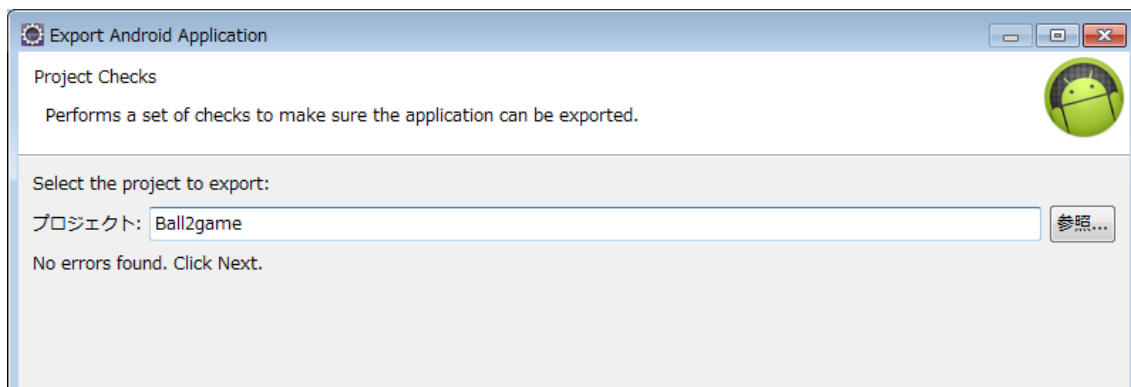 Export Android Application
Project Checks
Performs a set of checks to make sure the application can be exported.
Select the project to export:
プロジェクト: Ball2game 参照...
No errors found. Click Next.